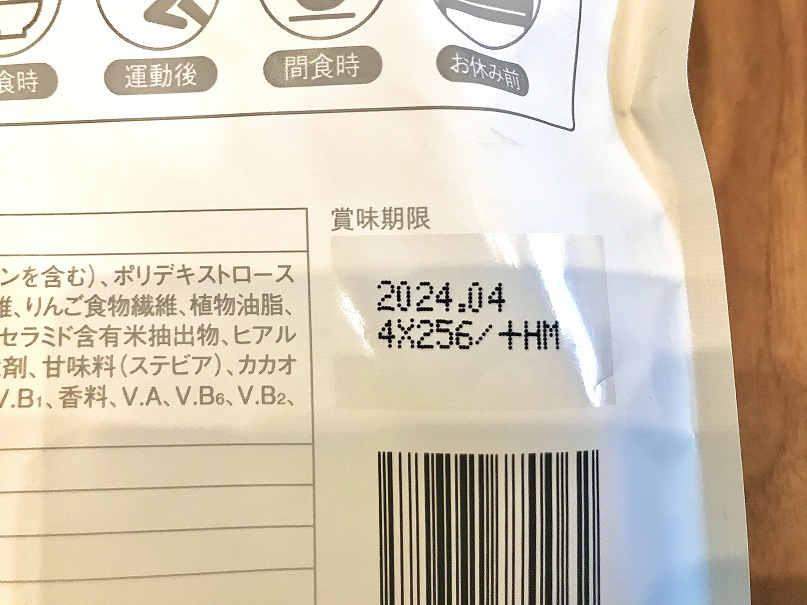 食時
運動後
間食時
お休み前
賞味期限
2024.04
4X256/+HM
ンを含む)、ポリデキストロース
維、りんご食物繊維、植物油脂、
セラミド含有米抽出物、ヒアル
剤、甘味料(ステビア)、カカオ
V.B1、香料、V.A、V.B6、V.B2、